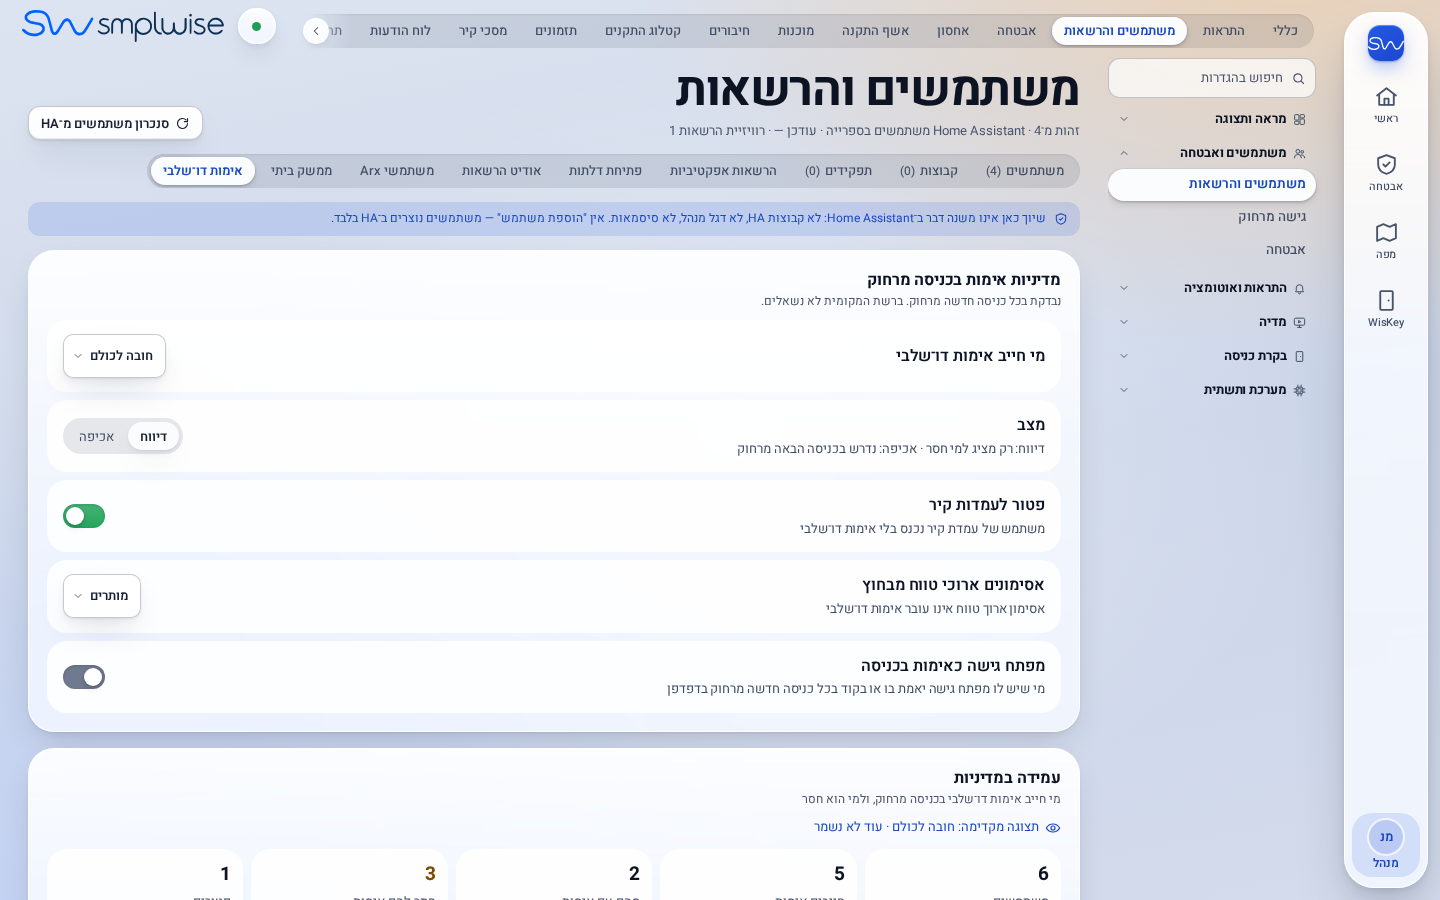 ראשי
אבטחה
מפה
WisKey
מנ
מנהל
כללי
התראות
משתמשים והרשאות
אבטחה
אחסון
אשף התקנה
מוכנות
חיבורים
קטלוג התקנים
תזמונים
מסכי קיר
לוח הודעות
smplwise
חיפוש בהגדרות
מראה ותצוגה
משתמשים ואבטחה
משתמשים והרשאות
גישה מרחוק
אבטחה
התראות ואוטומציה
מדיה
בקרת כניסה
מערכת ותשתית
משתמשים והרשאות
זהות מ־Home Assistant · 4 משתמשים בספרייה · עודכן — · רוויזיית הרשאות 1
סנכרון משתמשים מ־HA
משתמשים (4)
קבוצות (0)
תפקידים (0)
הרשאות אפקטיביות
פתיחת דלתות
אודיט הרשאות
משתמשי Arx
ממשק ביתי
אימות דו־שלבי
שיוך כאן אינו משנה דבר ב־Home Assistant: לא קבוצות HA, לא דגל מנהל, לא סיסמאות. אין "הוספת משתמש" — משתמשים נוצרים ב־HA בלבד.
מדיניות אימות בכניסה מרחוק
נבדקת בכל כניסה חדשה מרחוק. ברשת המקומית לא נשאלים.
מי חייב אימות דו־שלבי
חובה לכולם
מצב
דיווח: רק מציג למי חסר · אכיפה: נדרש בכניסה הבאה מרחוק
דיווח
אכיפה
פטור לעמדות קיר
משתמש של עמדת קיר נכנס בלי אימות דו־שלבי
אסימונים ארוכי טווח מבחוץ
אסימון ארוך טווח אינו עובר אימות דו־שלבי
מותרים
מפתח גישה כאימות בכניסה
מי שיש לו מפתח גישה יאמת בו או בקוד בכל כניסה חדשה מרחוק בדפדפן
עמידה במדיניות
מי חייב אימות דו־שלבי בכניסה מרחוק, ולמי הוא חסר
תצוגה מקדימה: חובה לכולם · עוד לא נשמר
6
5
2
3
1